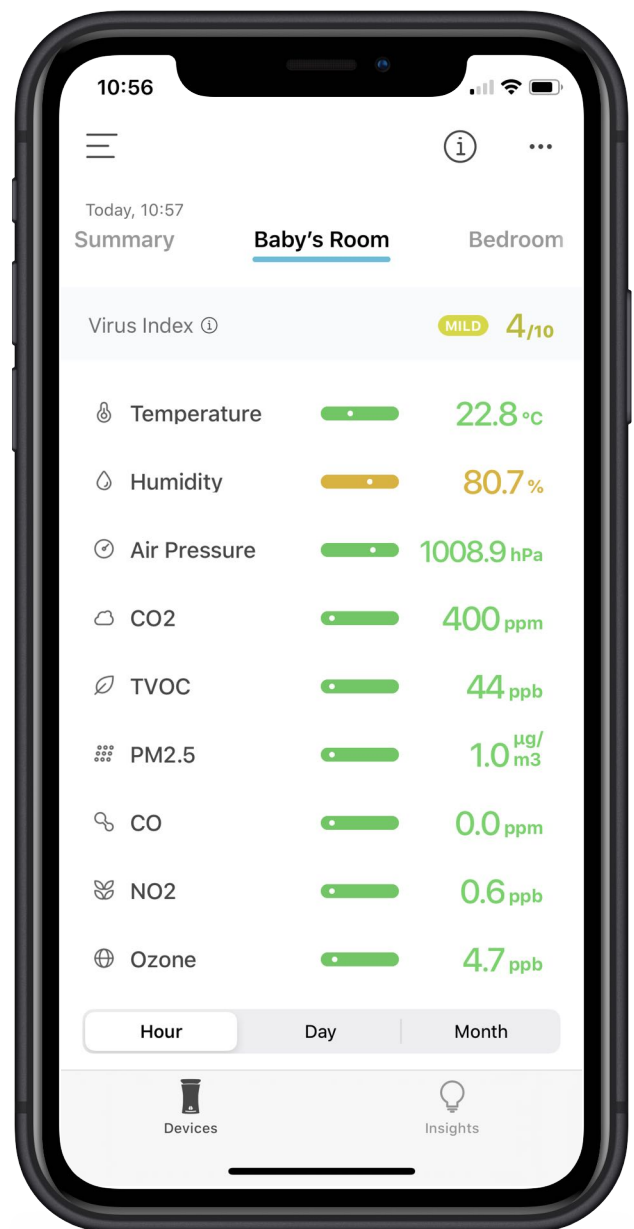 10:56
Today, 10:57
Summary Baby's Room Bedroom
Virus Index MILD 4/10
Temperature 22.8 °C
Humidity 80.7 %
Air Pressure 1008.9 hPa
CO2 400 ppm
TVOC 44 ppb
PM2.5 1.0 µg/m3
CO 0.0 ppm
NO2 0.6 ppb
Ozone 4.7 ppb
Hour Day Month
Devices Insights